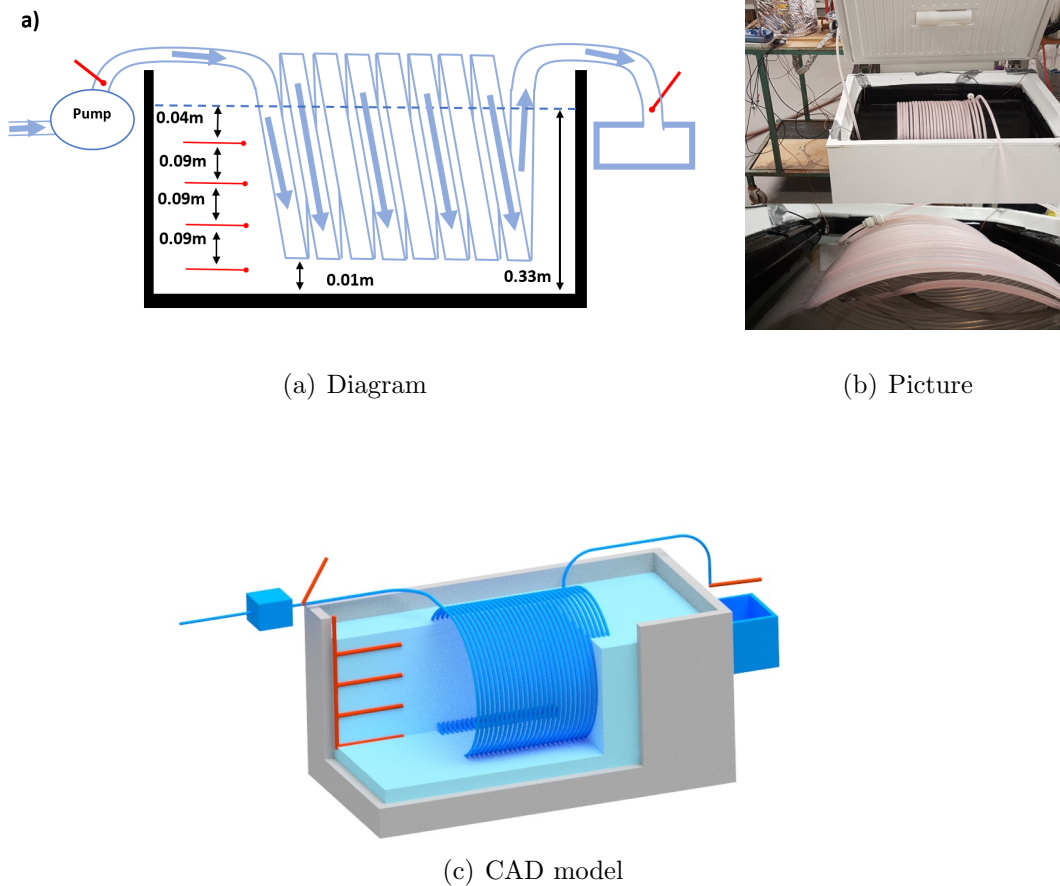 a)
Pump
0.04m
0.09m
0.09m
0.09m
0.01m
0.33m
(a) Diagram
(b) Picture
(c) CAD model